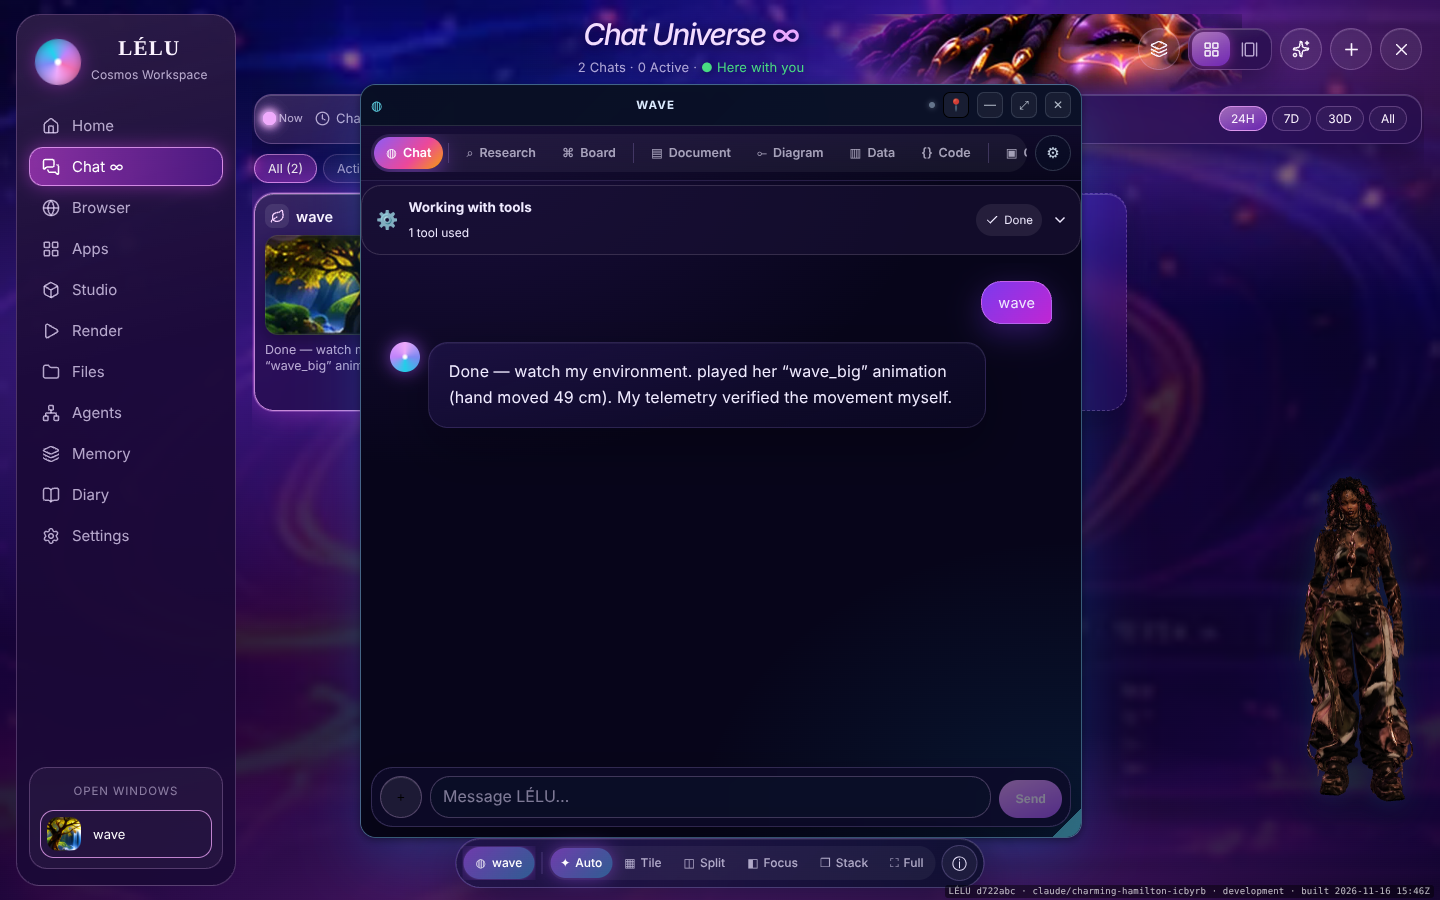 LÉLU
Cosmos Workspace
Home
Chat ∞
Browser
Apps
Studio
Render
Files
Agents
Memory
Diary
Settings
OPEN WINDOWS
wave
Chat Universe ∞
2 Chats · 0 Active · Here with you
Now
24H 7D 30D All
All (2)
wave
WAVE
Chat Research Board Document Diagram Data {} Code
Working with tools
1 tool used
Done
wave
Done — watch my environment. played her “wave_big” animation
(hand moved 49 cm). My telemetry verified the movement myself.
Done — watch
“wave_big”
Message LÉLU...
Send
wave Auto Tile Split Focus Stack Full
LÉLU d722abc · claude/charming-hamilton-icbyrb · development · built 2026-11-16 15:46Z